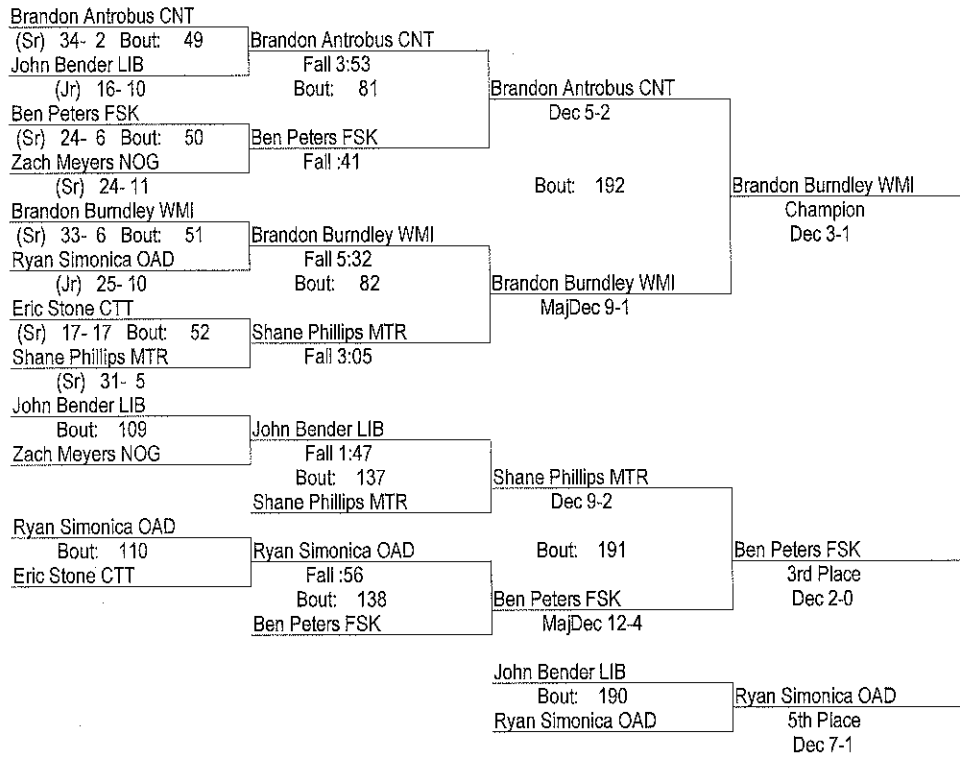 Brandon Antrobus CNT
(Sr) 34- 2 Bout: 49
John Bender LIB
(Jr) 16- 10
Ben Peters FSK
(Sr) 24- 6 Bout: 50
Zach Meyers NOG
(Sr) 24- 11
Brandon Burndley WMI
(Sr) 33- 6 Bout: 51
Ryan Simonica OAD
(Jr) 25- 10
Eric Stone CTT
(Sr) 17- 17 Bout: 52
Shane Phillips MTR
(Sr) 31- 5
Brandon Antrobus CNT
Fall 3:53
Bout: 81
Ben Peters FSK
Fall :41
Brandon Burndley WMI
Fall 5:32
Bout: 82
Shane Phillips MTR
Fall 3:05
Brandon Antrobus CNT
Dec 5-2
Bout: 192
Brandon Burndley WMI
MajDec 9-1
Brandon Burndley WMI
Champion
Dec 3-1
John Bender LIB
Bout: 109
Zach Meyers NOG
Ryan Simonica OAD
Bout: 110
Eric Stone CTT
John Bender LIB
Fall 1:47
Bout: 137
Shane Phillips MTR
Ryan Simonica OAD
Fall :56
Bout: 138
Ben Peters FSK
Shane Phillips MTR
Dec 9-2
Bout: 191
Ben Peters FSK
MajDec 12-4
Ben Peters FSK
3rd Place
Dec 2-0
John Bender LIB
Bout: 190
Ryan Simonica OAD
Ryan Simonica OAD
5th Place
Dec 7-1